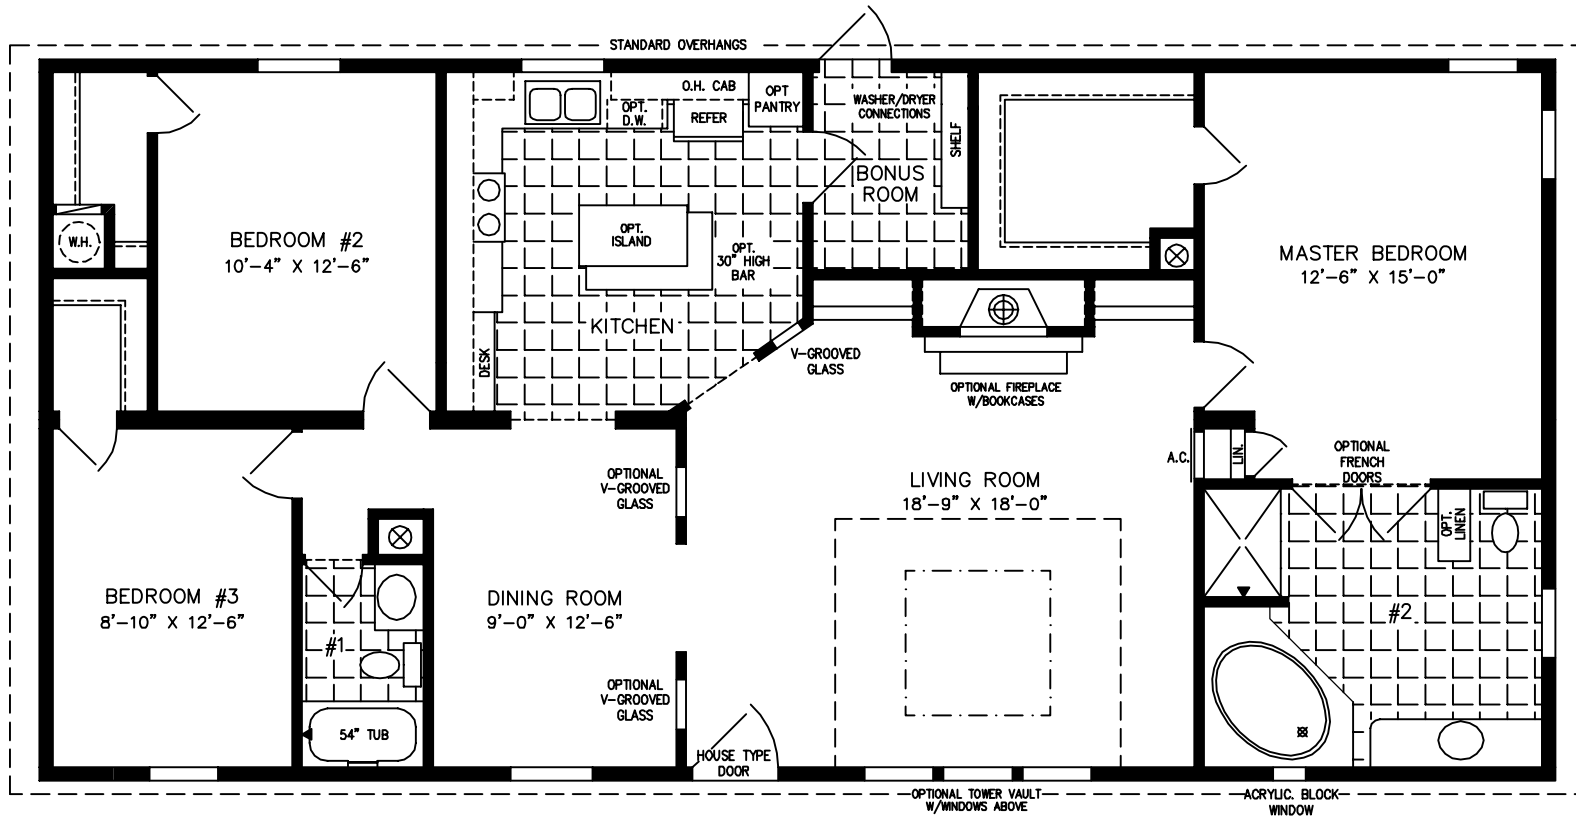 STANDARD OVERHANGS
O.H. CAB
OPT
PANTRY
OPT.
D.W.
REFER
WASHER/DRYER
CONNECTIONS
SHELF
BONUS
ROOM
W.H.
BEDROOM #2
10'-4" X 12'-6"
OPT.
ISLAND
OPT.
30" HIGH
BAR
KITCHEN
DESK
MASTER BEDROOM
12'-6" X 15'-0"
V-GROOVED
GLASS
OPTIONAL FIREPLACE
W/BOOKCASES
A.C.
LIN.
OPTIONAL
FRENCH
DOORS
OPTIONAL
V-GROOVED
GLASS
LIVING ROOM
18'-9" X 18'-0"
OPT.
LINEN
BEDROOM #3
8'-10" X 12'-6"
#1
DINING ROOM
9'-0" X 12'-6"
#2
OPTIONAL
V-GROOVED
GLASS
54" TUB
HOUSE TYPE
DOOR
OPTIONAL TOWER VAULT
W/WINDOWS ABOVE
ACRYLIC. BLOCK
WINDOW